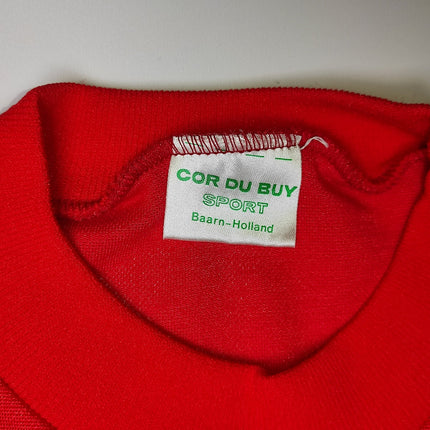 COR DU BUY
SPORT
Baarn-Holland